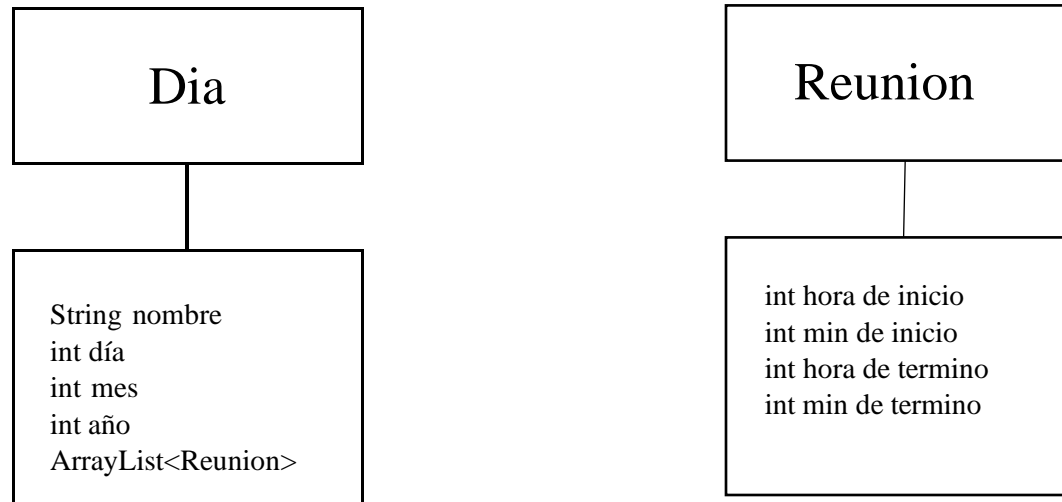 Dia
String nombre
int día
int mes
int año
ArrayList<Reunion>
Reunion
int hora de inicio
int min de inicio
int hora de termino
int min de termino